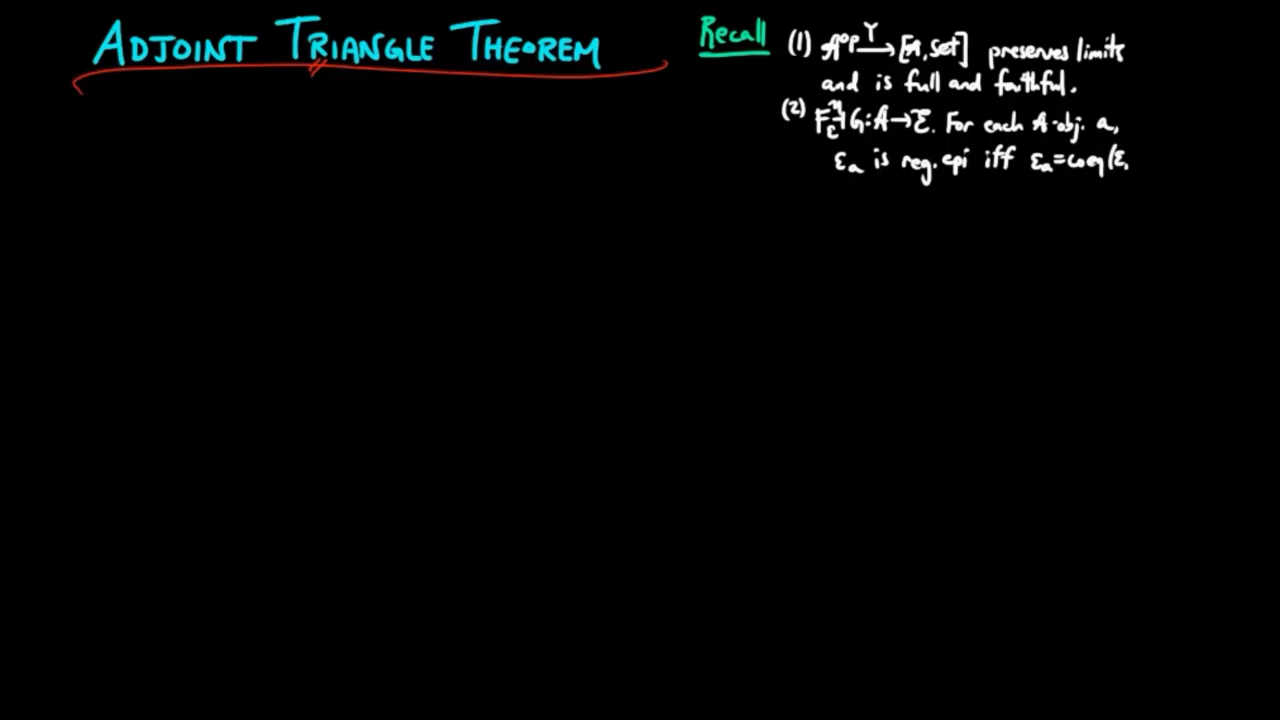 ADJOINT TRIANGLE THEOREM
Recall (1) A^op -Y-> [A, Set] preserves limits
and is full and faithful.
(2) F ⊣ G: A → E. For each A-obj. a,
ε_a is reg. epi iff ε_a = coeq(ε,